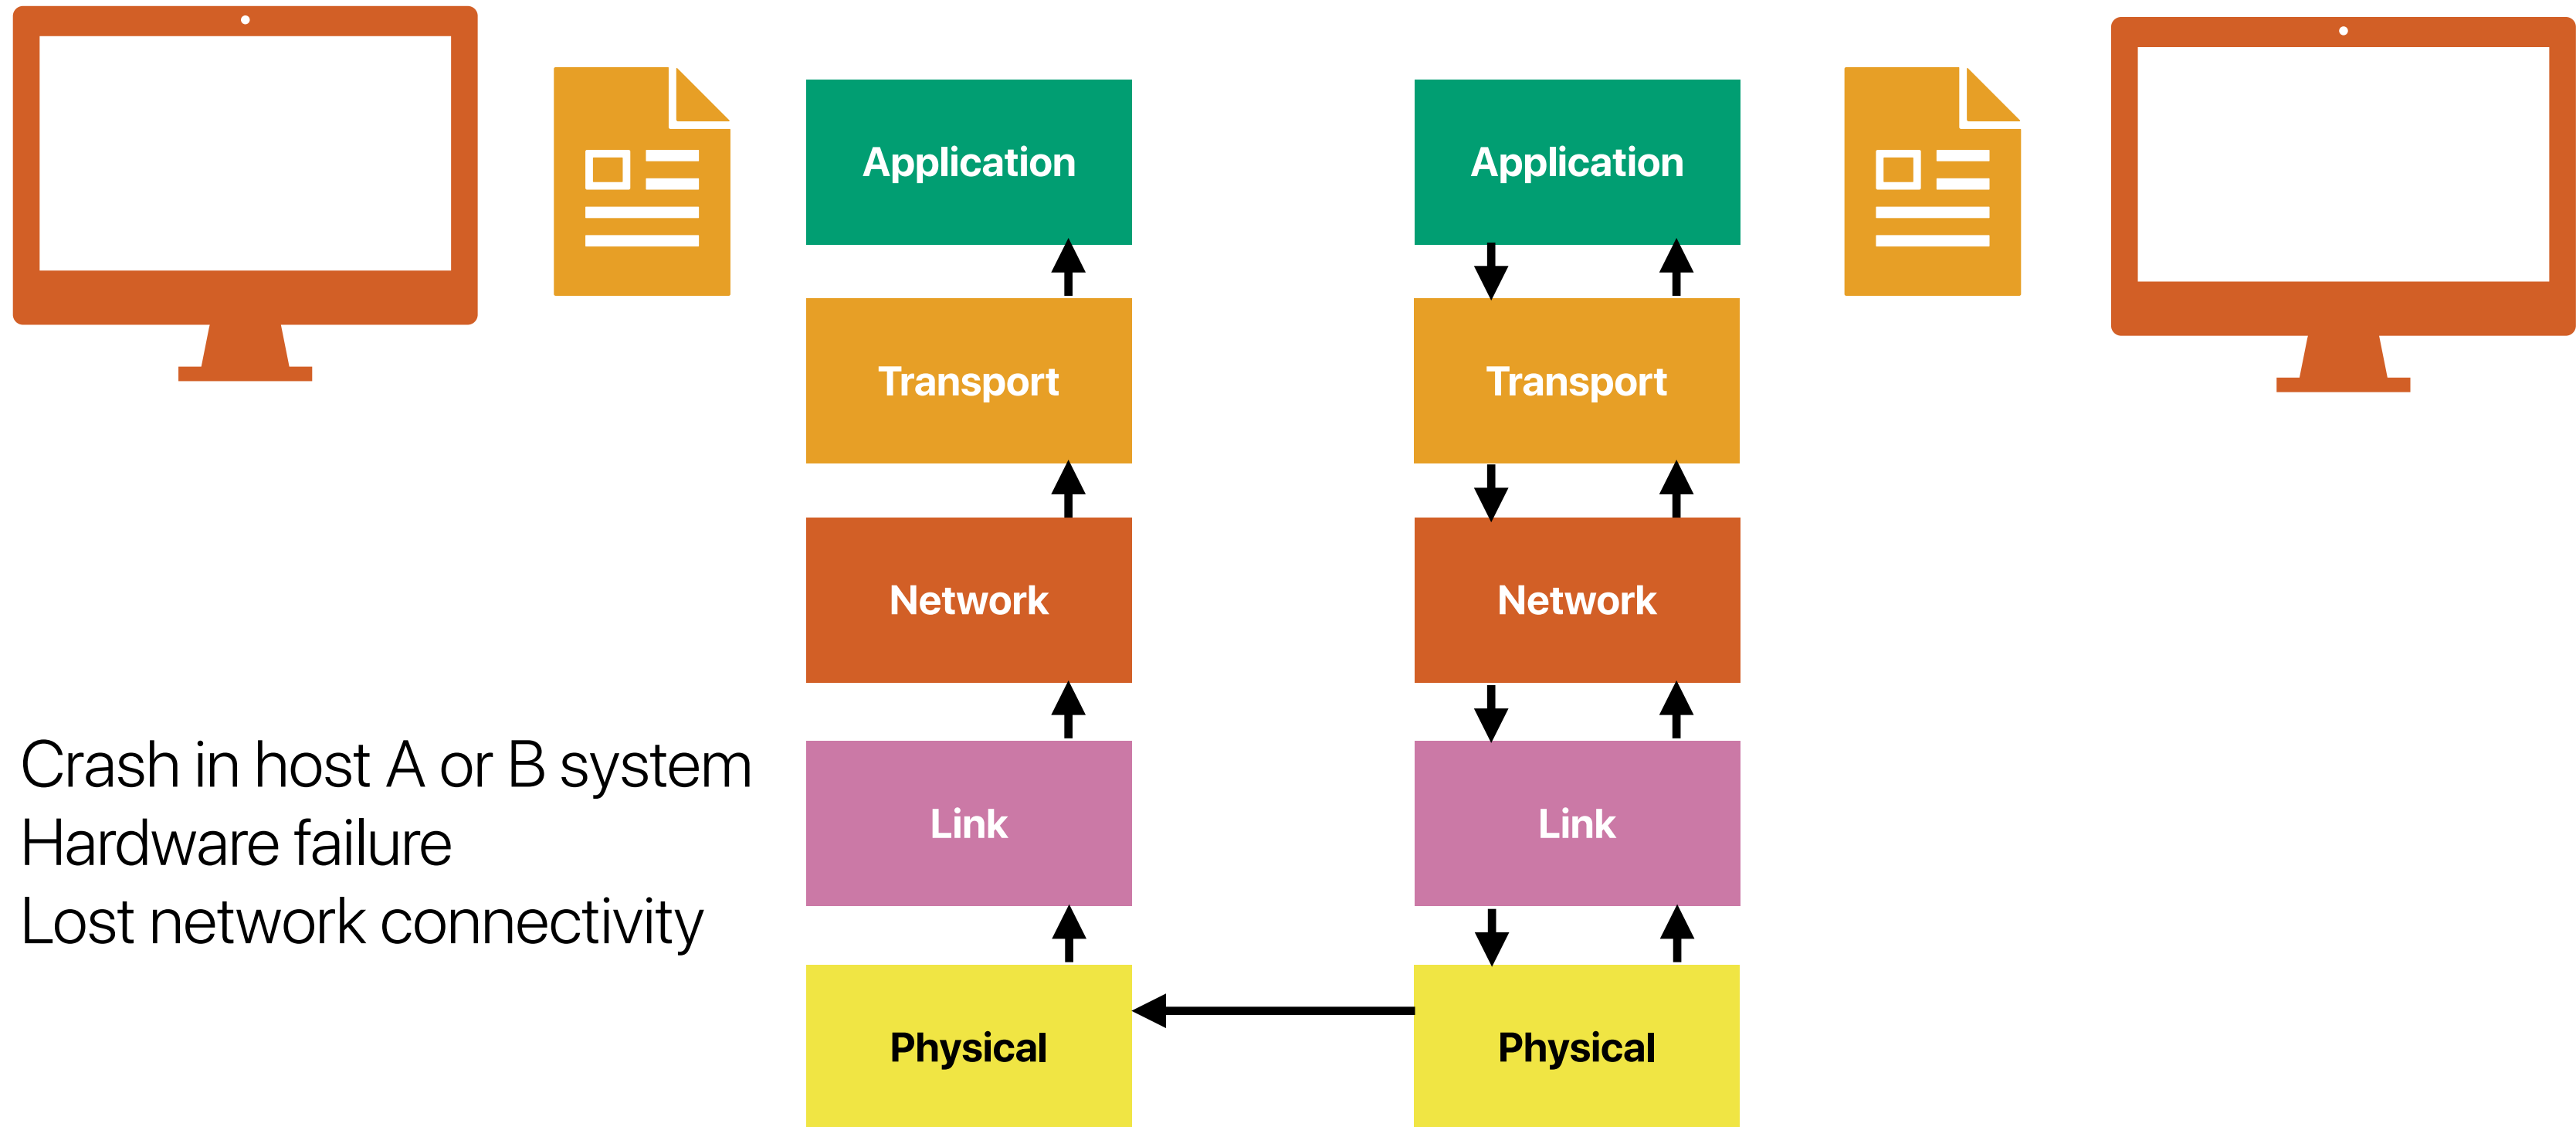 Application
Application
Transport
Transport
Network
Network
Crash in host A or B system
Hardware failure
Lost network connectivity
Link
Link
Physical
Physical